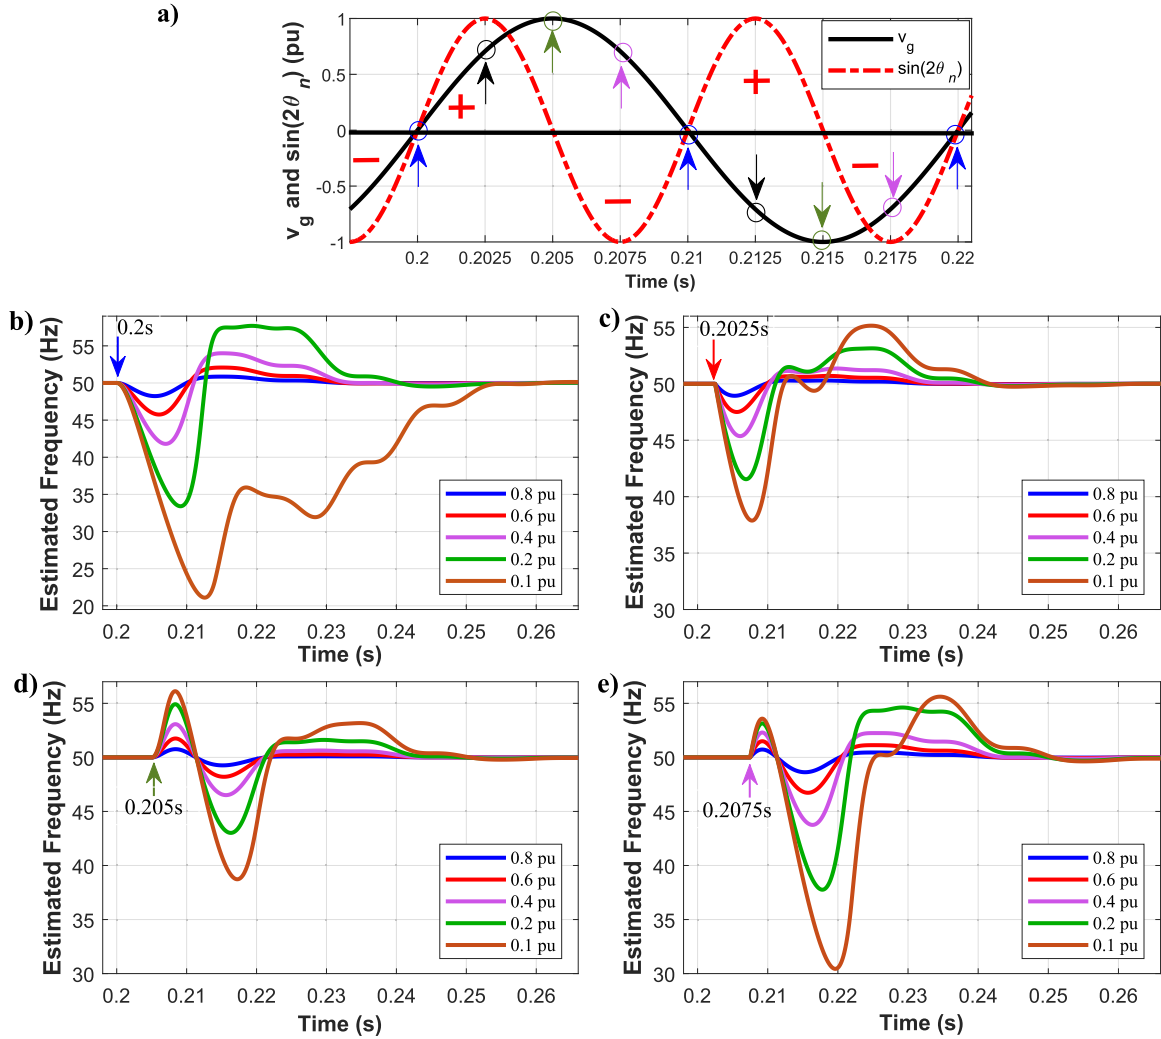 a)
v_g and sin(2θ_n) (pu)
1
0.5
0
-0.5
-1
v_g
sin(2θ_n)
+
+
−
−
−
0.2 0.2025 0.205 0.2075 0.21 0.2125 0.215 0.2175 0.22
Time (s)
b)
Estimated Frequency (Hz)
55
50
45
40
35
30
25
20
0.2s
0.8 pu
0.6 pu
0.4 pu
0.2 pu
0.1 pu
0.2 0.21 0.22 0.23 0.24 0.25 0.26
Time (s)
c)
Estimated Frequency (Hz)
55
50
45
40
35
30
0.2025s
0.8 pu
0.6 pu
0.4 pu
0.2 pu
0.1 pu
0.2 0.21 0.22 0.23 0.24 0.25 0.26
Time (s)
d)
Estimated Frequency (Hz)
55
50
45
40
35
30
0.205s
0.8 pu
0.6 pu
0.4 pu
0.2 pu
0.1 pu
0.2 0.21 0.22 0.23 0.24 0.25 0.26
Time (s)
e)
Estimated Frequency (Hz)
55
50
45
40
35
30
0.2075s
0.8 pu
0.6 pu
0.4 pu
0.2 pu
0.1 pu
0.2 0.21 0.22 0.23 0.24 0.25 0.26
Time (s)